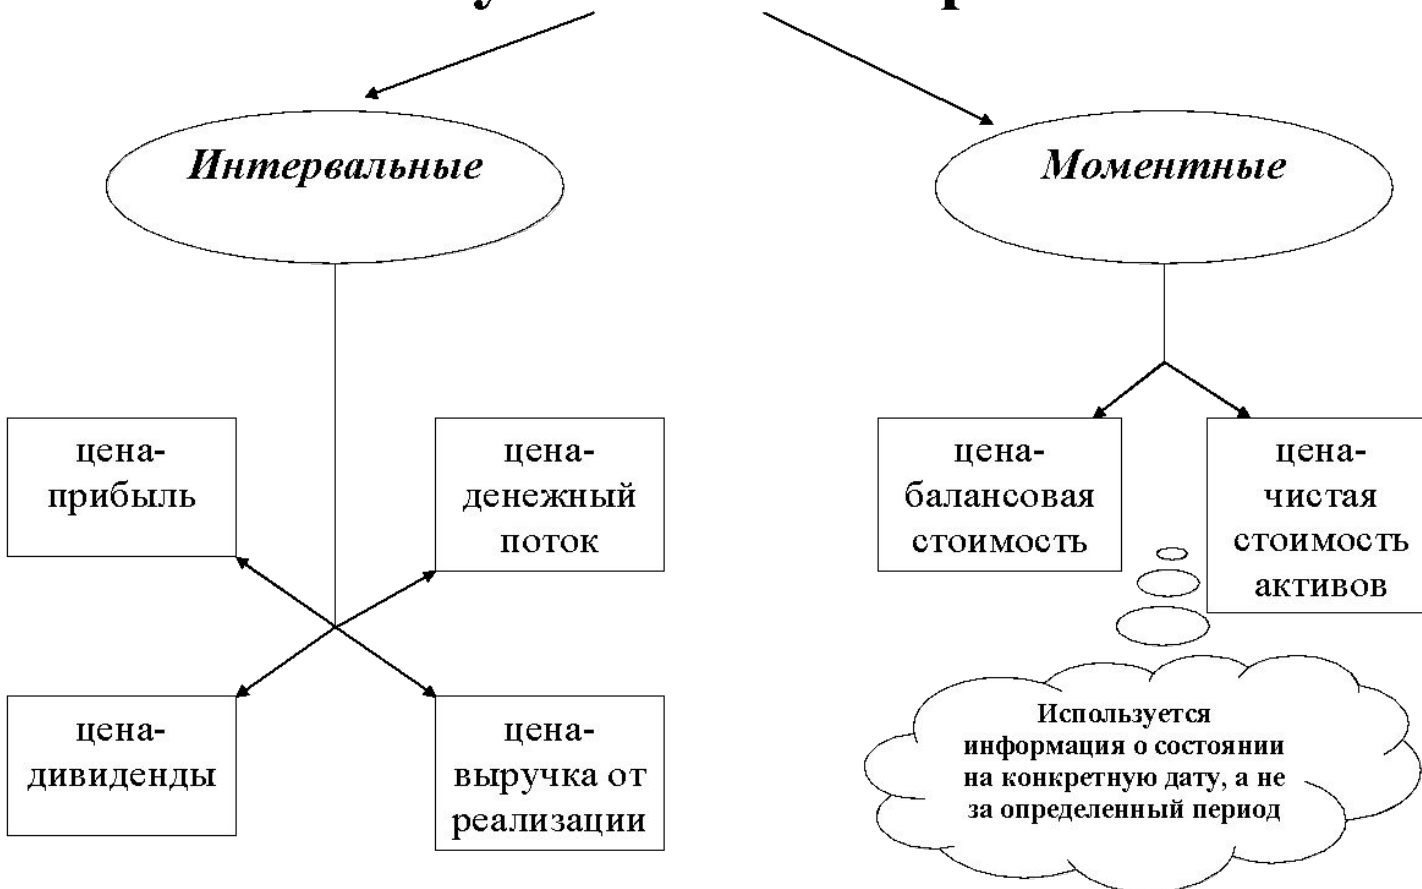 Интервальные
Моментные
цена-
прибыль
цена-
денежный
поток
цена-
балансовая
стоимость
цена-
чистая
стоимость
активов
цена-
дивиденды
цена-
выручка от
реализации
Используется
информация о состоянии
на конкретную дату, а не
за определенный период